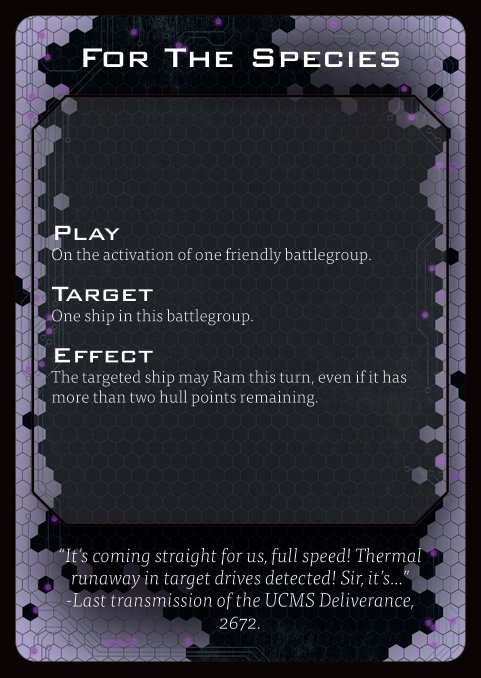 For The Species
Play
On the activation of one friendly battlegroup.
Target
One ship in this battlegroup.
Effect
The targeted ship may Ram this turn, even if it has
more than two hull points remaining.
“It’s coming straight for us, full speed! Thermal
runaway in target drives detected! Sir, it’s...”
-Last transmission of the UCMS Deliverance,
2672.